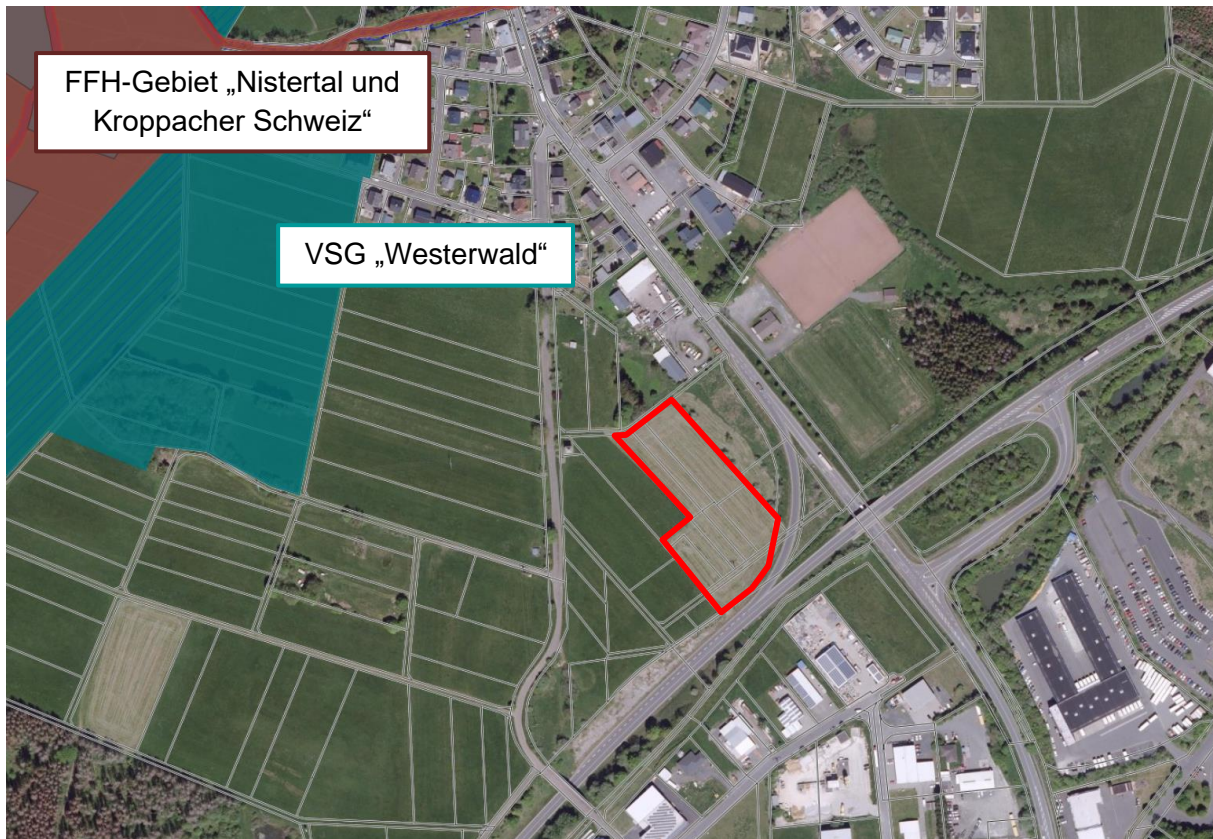 FFH-Gebiet „Nistertal und
Kroppacher Schweiz“
VSG „Westerwald“